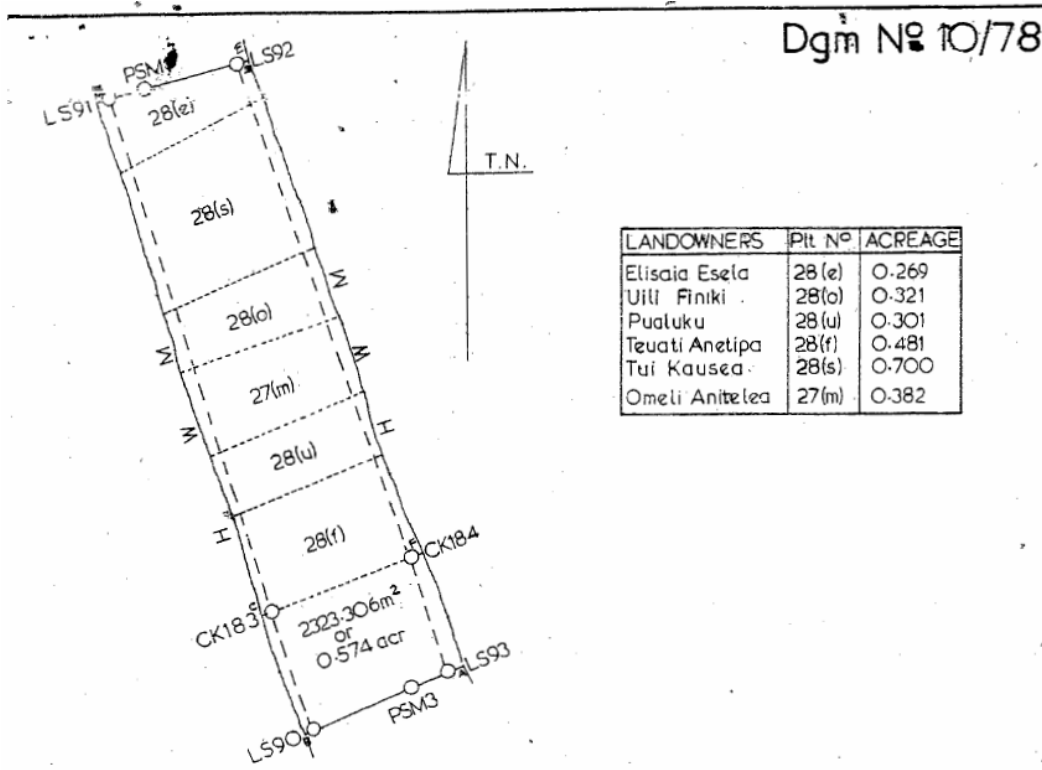 Dgm Nº 10/78
LS92
E
PSM1
LS91
28(e)
T.N.
28(s)
LANDOWNERS Plt Nº ACREAGE
Elisaia Esela 28(e) 0.269
Uili Finiki 28(o) 0.321
Pualuku 28(u) 0.301
Teuati Anetipa 28(f) 0.481
Tui Kausea 28(s) 0.700
Omeli Anitelea 27(m) 0.382
M
28(o)
M
M
27(m)
M
H
28(u)
H
28(f)
F
CK184
C
CK183
2323.306m²
or
0.574 acr
LS93
A
PSM3
LS90
B